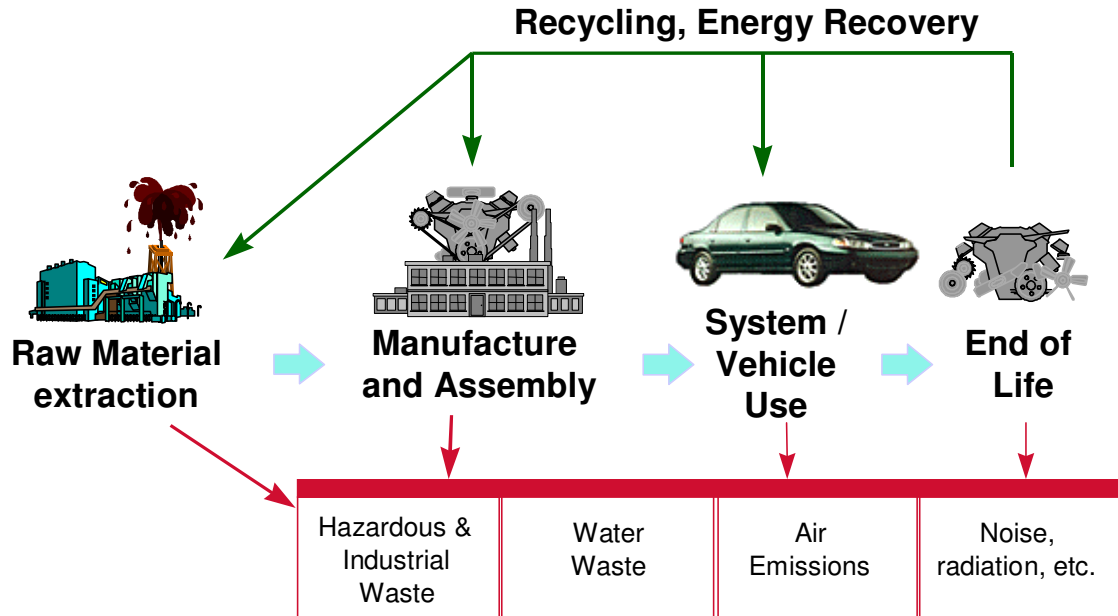 Recycling, Energy Recovery
Raw Material
extraction
Manufacture
and Assembly
System /
Vehicle
Use
End of
Life
Hazardous &
Industrial
Waste
Water
Waste
Air
Emissions
Noise,
radiation, etc.